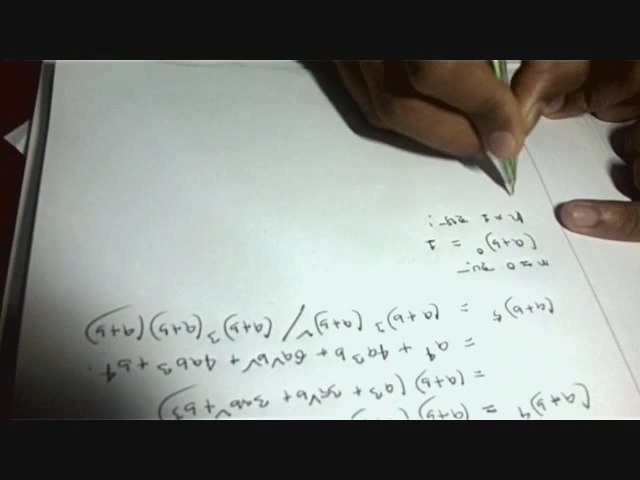 (a+b)4 = (a+b)
= (a+b) (a3 + 3a²b + 3ab² + b3)
= a4 + 4a3b + 6a²b² + 4ab3 + b4.
(a+b)5 = (a+b)3 (a+b)² / (a+b)3 (a+b) (a+b)
n=0
(a+b)0 = 1
n=1